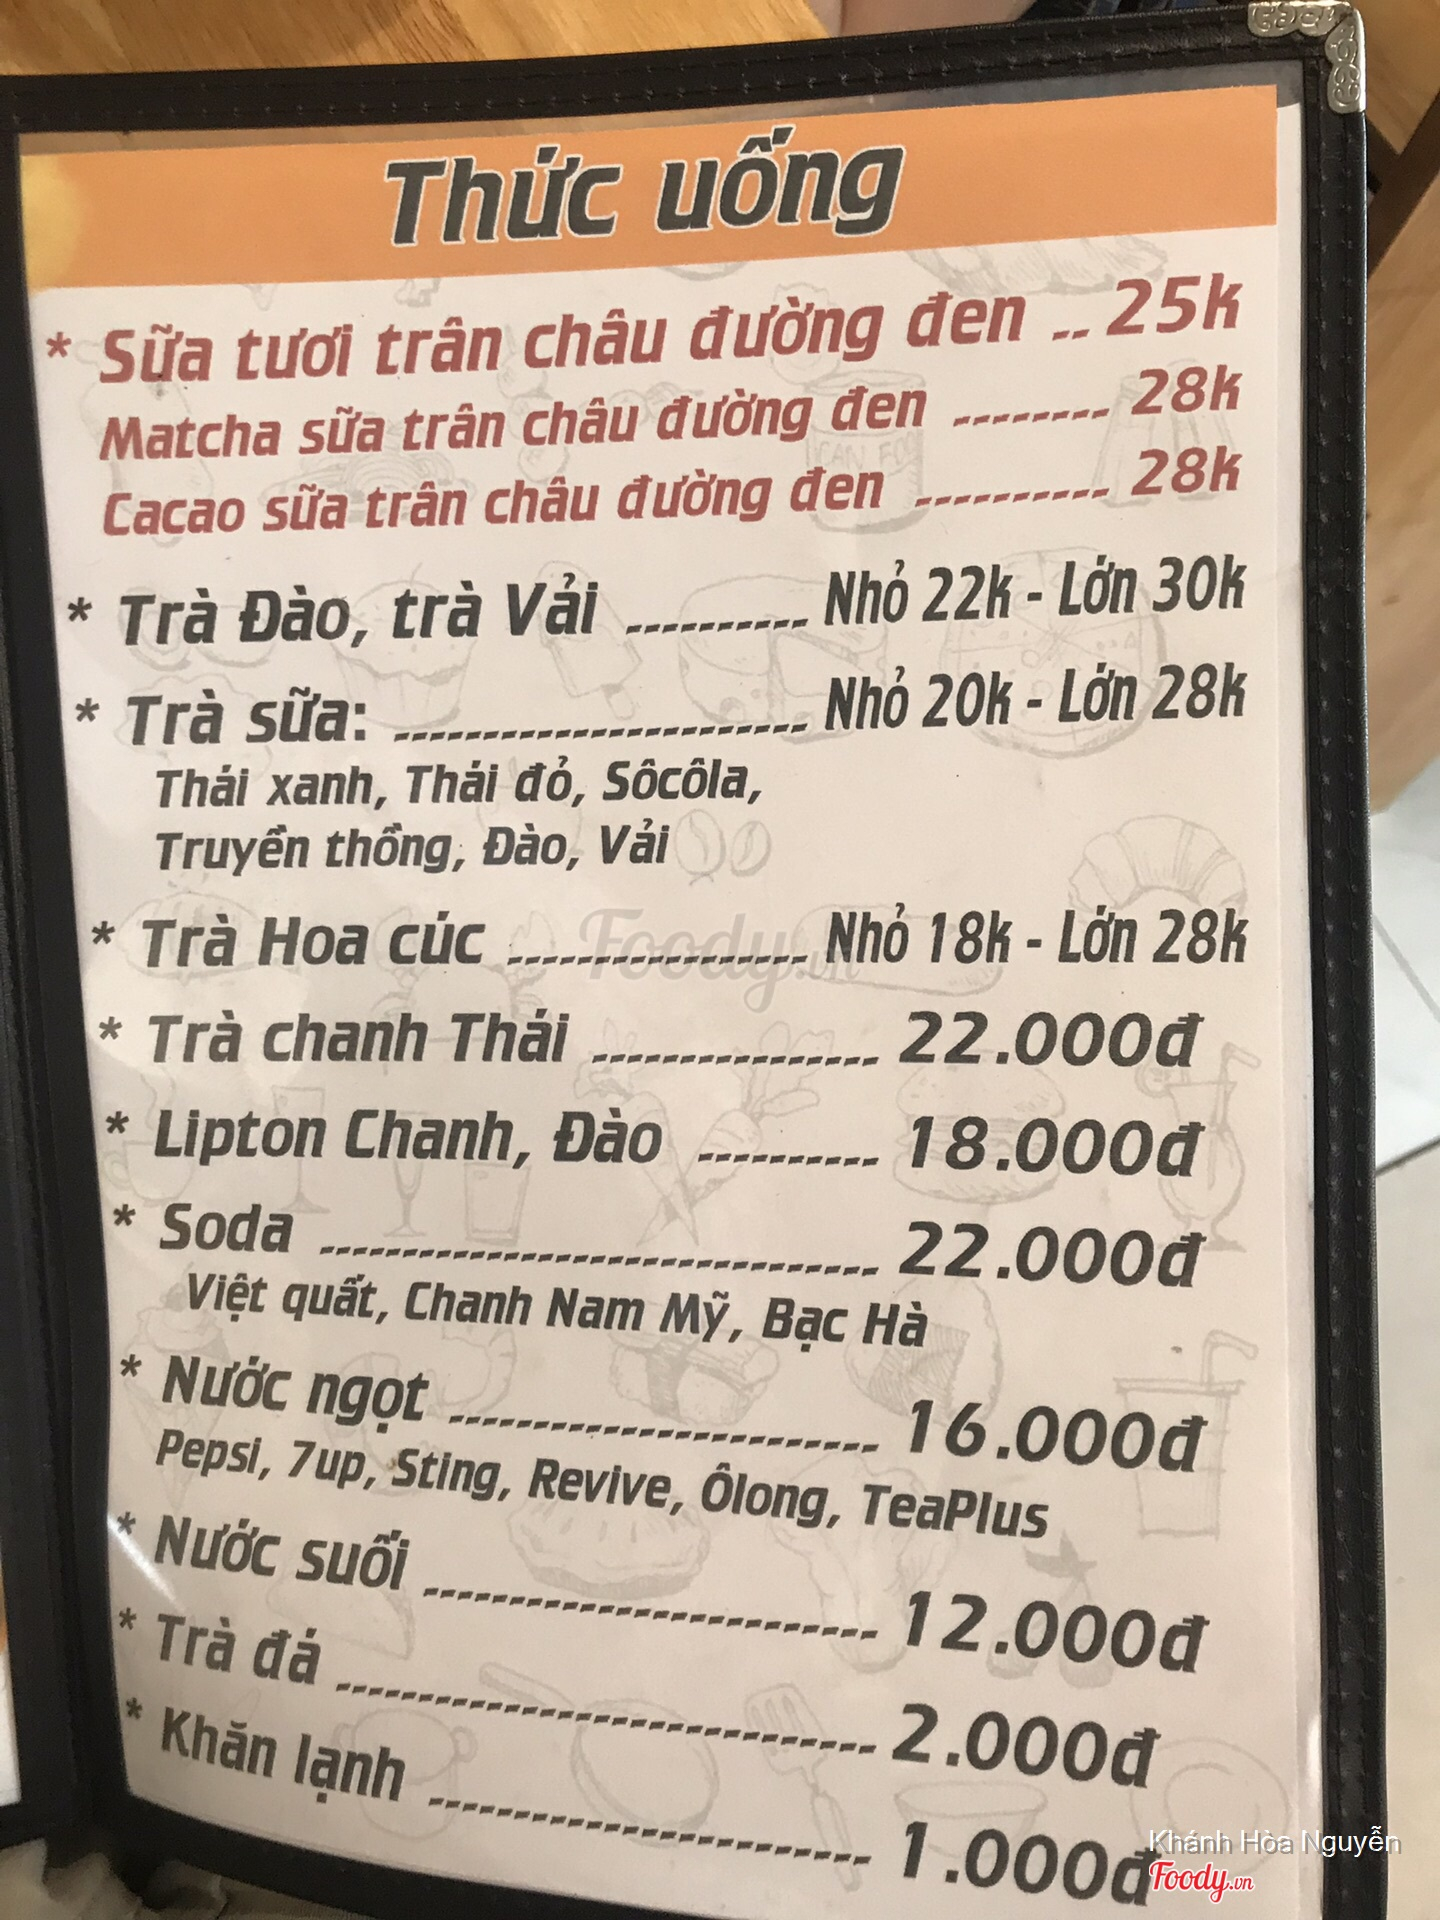 Thức uống
* Sữa tươi trân châu đường đen .. 25k
Matcha sữa trân châu đường đen -------- 28k
Cacao sữa trân châu đường đen ---------- 28k
* Trà Đào, trà Vải ---------- Nhỏ 22k - Lớn 30k
* Trà sữa: ----------------------- Nhỏ 20k - Lớn 28k
Thái xanh, Thái đỏ, Sôcôla,
Truyền thống, Đào, Vải
* Trà Hoa cúc ----------------- Nhỏ 18k - Lớn 28k
* Trà chanh Thái ---------------- 22.000đ
* Lipton Chanh, Đào ---------- 18.000đ
* Soda ------------------------------- 22.000đ
Việt quất, Chanh Nam Mỹ, Bạc Hà
* Nước ngọt ------------------------ 16.000đ
Pepsi, 7up, Sting, Revive, Ôlong, TeaPlus
* Nước suối ------------------------- 12.000đ
* Trà đá ------------------------------ 2.000đ
* Khăn lạnh ------------------------ 1.000đ
Foody.vn
Khánh Hòa Nguyễn
Foody.vn